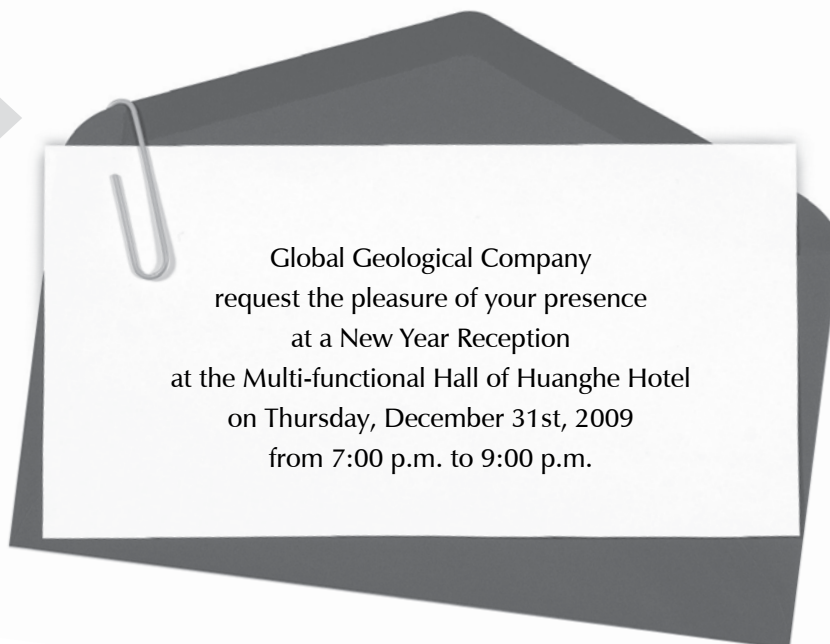 Global Geological Company
request the pleasure of your presence
at a New Year Reception
at the Multi-functional Hall of Huanghe Hotel
on Thursday, December 31st, 2009
from 7:00 p.m. to 9:00 p.m.